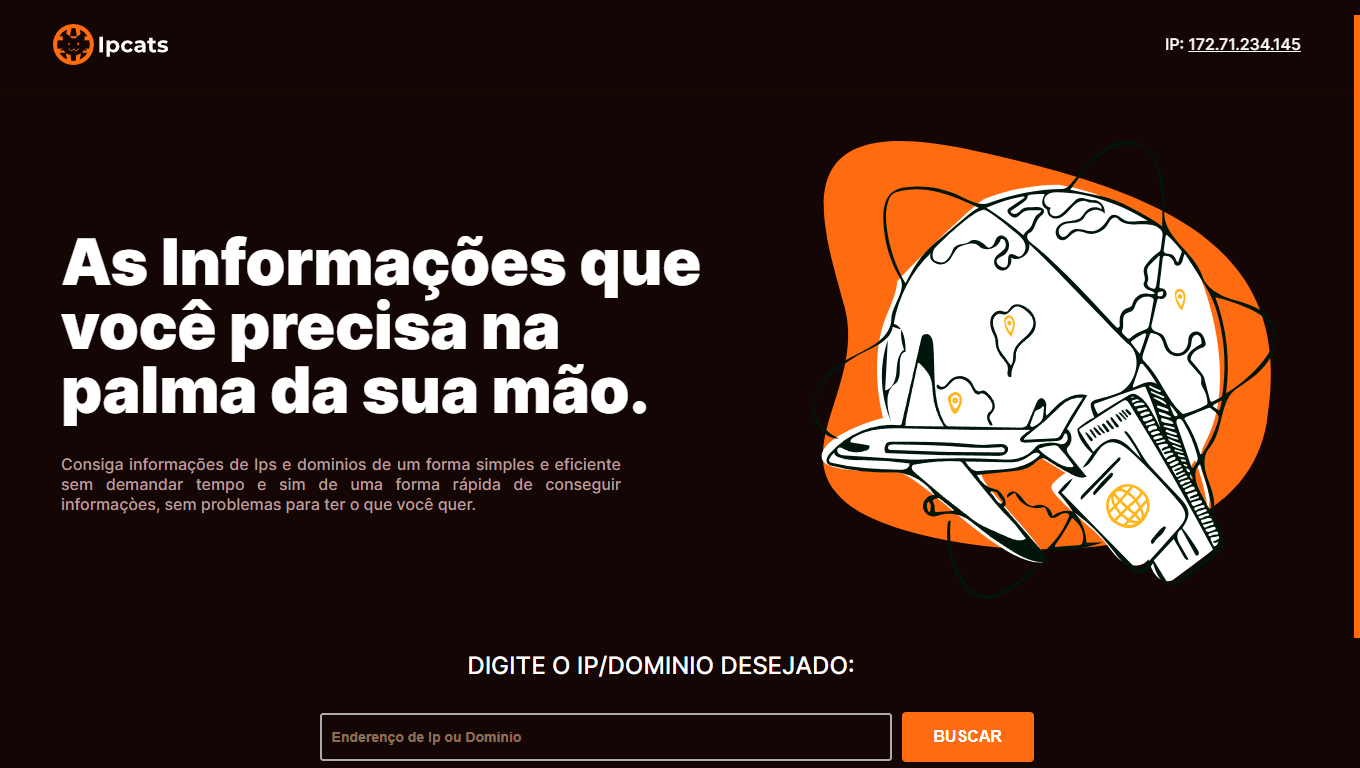 Ipcats
IP: 172.71.234.145
As Informações que
você precisa na
palma da sua mão.
Consiga informações de Ips e dominios de um forma simples e eficiente
sem demandar tempo e sim de uma forma rápida de conseguir
informaçòes, sem problemas para ter o que você quer.
DIGITE O IP/DOMINIO DESEJADO:
Enderenço de Ip ou Dominio
BUSCAR